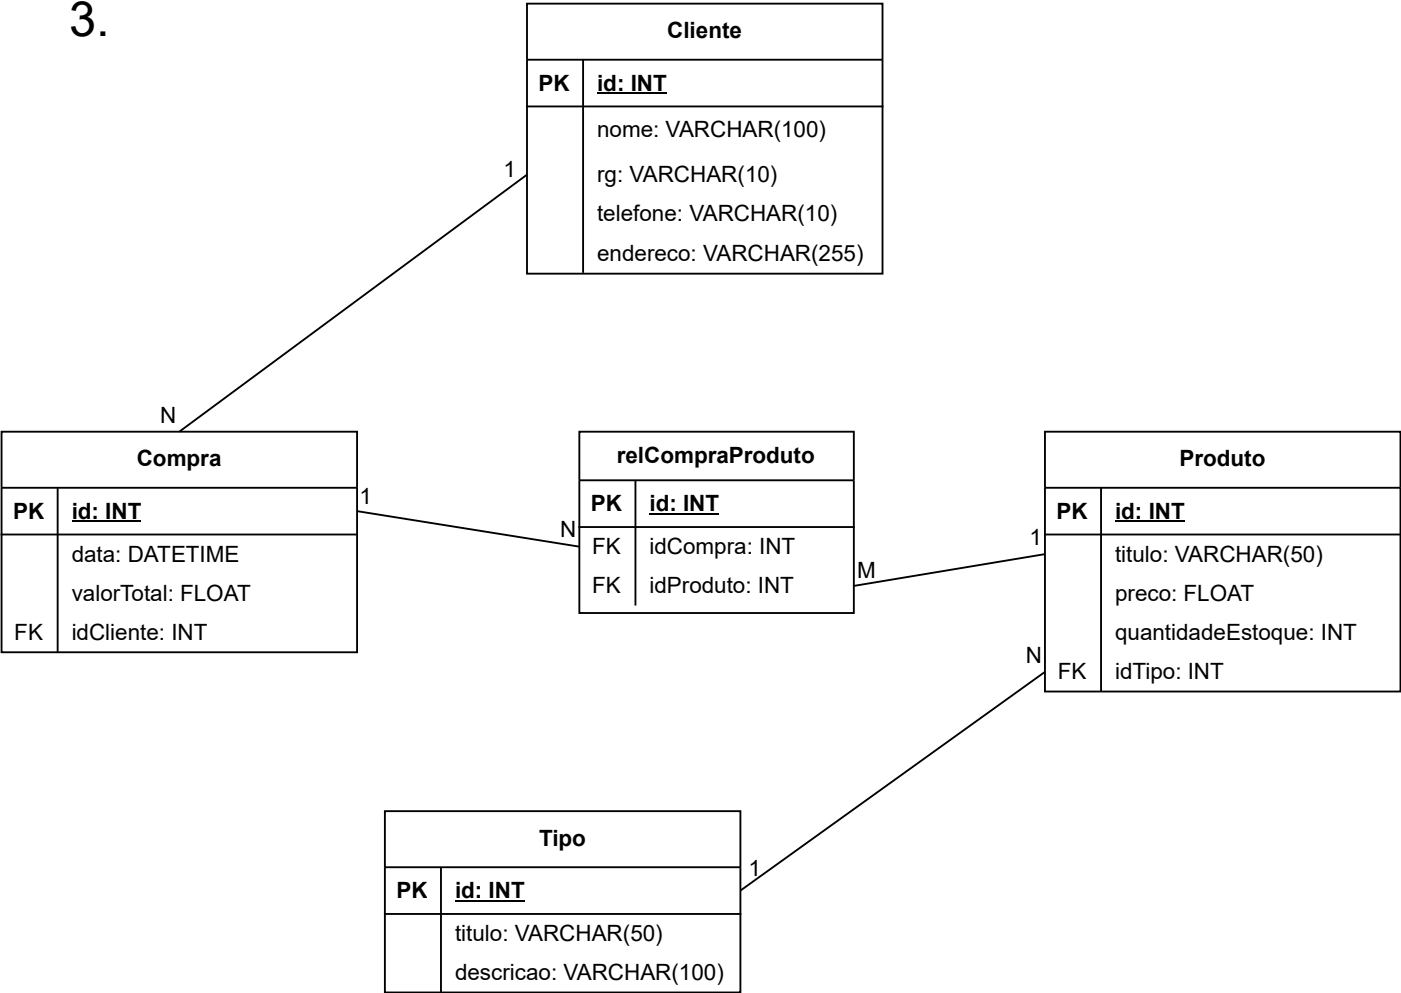 3.
Cliente
PK id: INT
nome: VARCHAR(100)
rg: VARCHAR(10)
telefone: VARCHAR(10)
endereco: VARCHAR(255)
1
N
Compra
PK id: INT
data: DATETIME
valorTotal: FLOAT
FK idCliente: INT
1
N
relCompraProduto
PK id: INT
FK idCompra: INT
FK idProduto: INT
M
1
Produto
PK id: INT
titulo: VARCHAR(50)
preco: FLOAT
quantidadeEstoque: INT
FK idTipo: INT
N
1
Tipo
PK id: INT
titulo: VARCHAR(50)
descricao: VARCHAR(100)